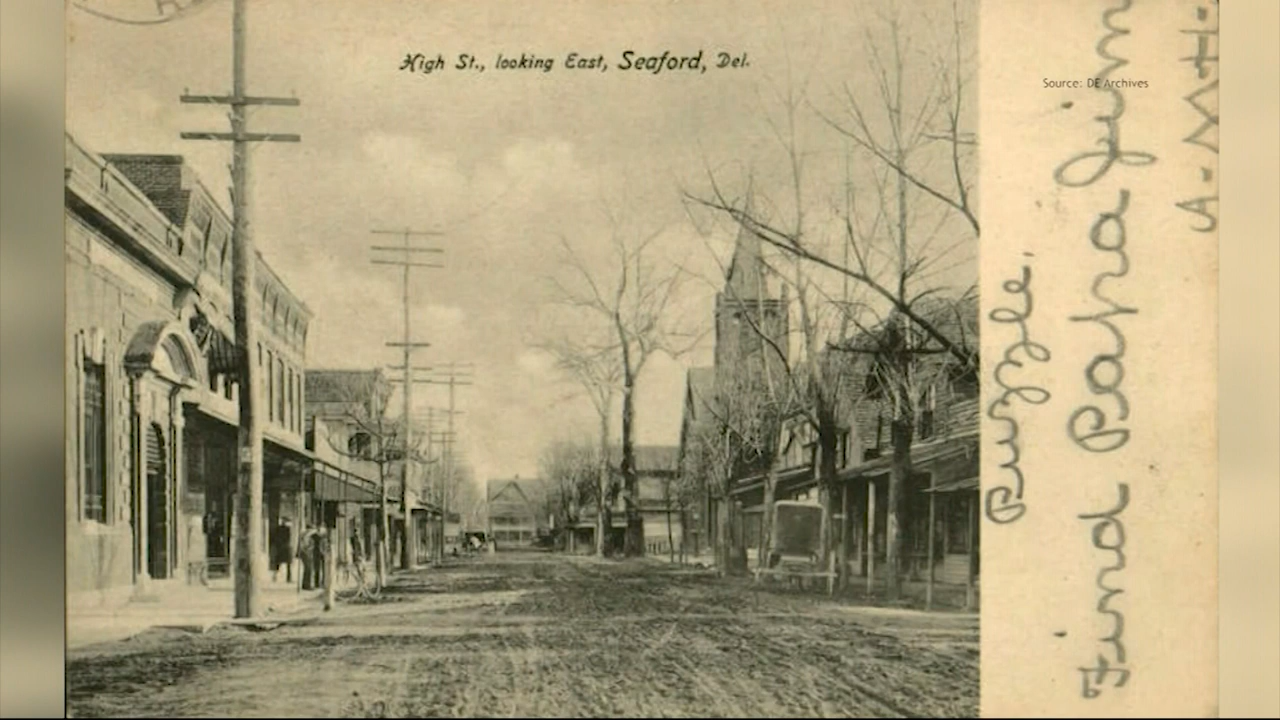 High St., looking East, Seaford, Del.
Source: DE Archives
Puzzle.
Find Papa Jim